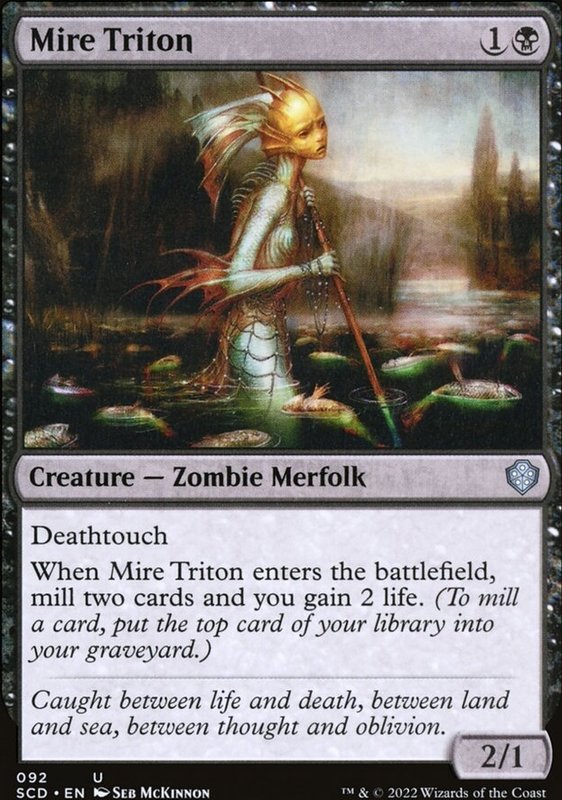 Mire Triton 1
Creature — Zombie Merfolk
Deathtouch
When Mire Triton enters the battlefield,
mill two cards and you gain 2 life. (To mill
a card, put the top card of your library into
your graveyard.)
Caught between life and death, between land
and sea, between thought and oblivion.
2/1
092 U
SCD • EN Seb McKinnon
™ & © 2022 Wizards of the Coast